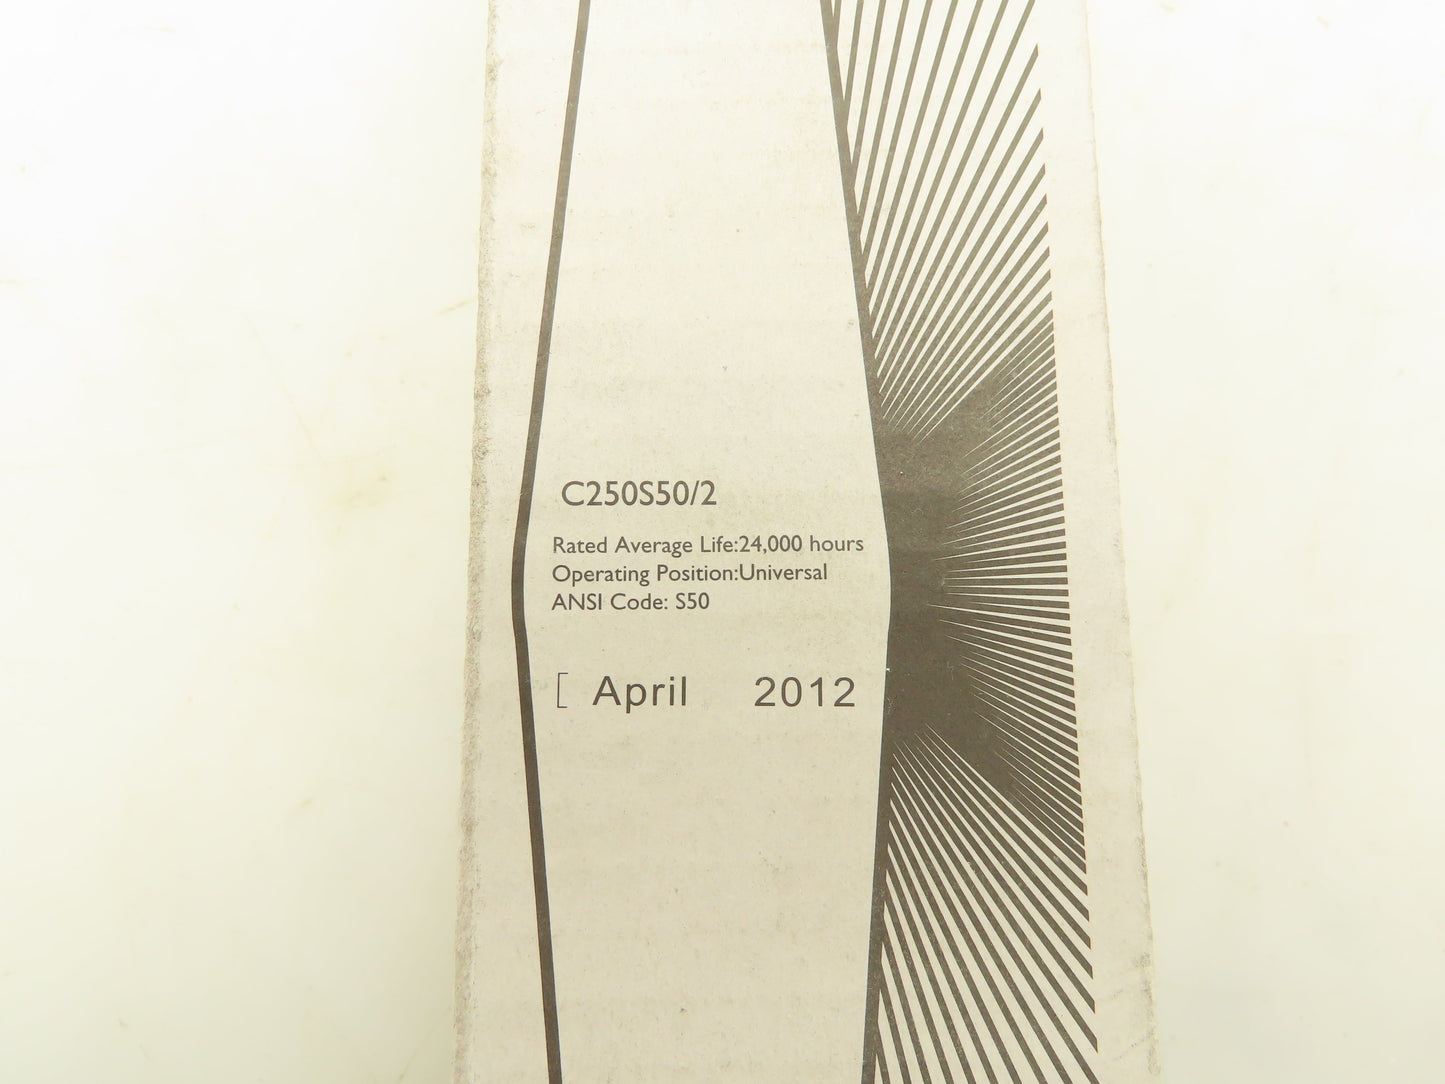 C250S50/2
Rated Average Life:24,000 hours
Operating Position:Universal
ANSI Code: S50
[ April 2012